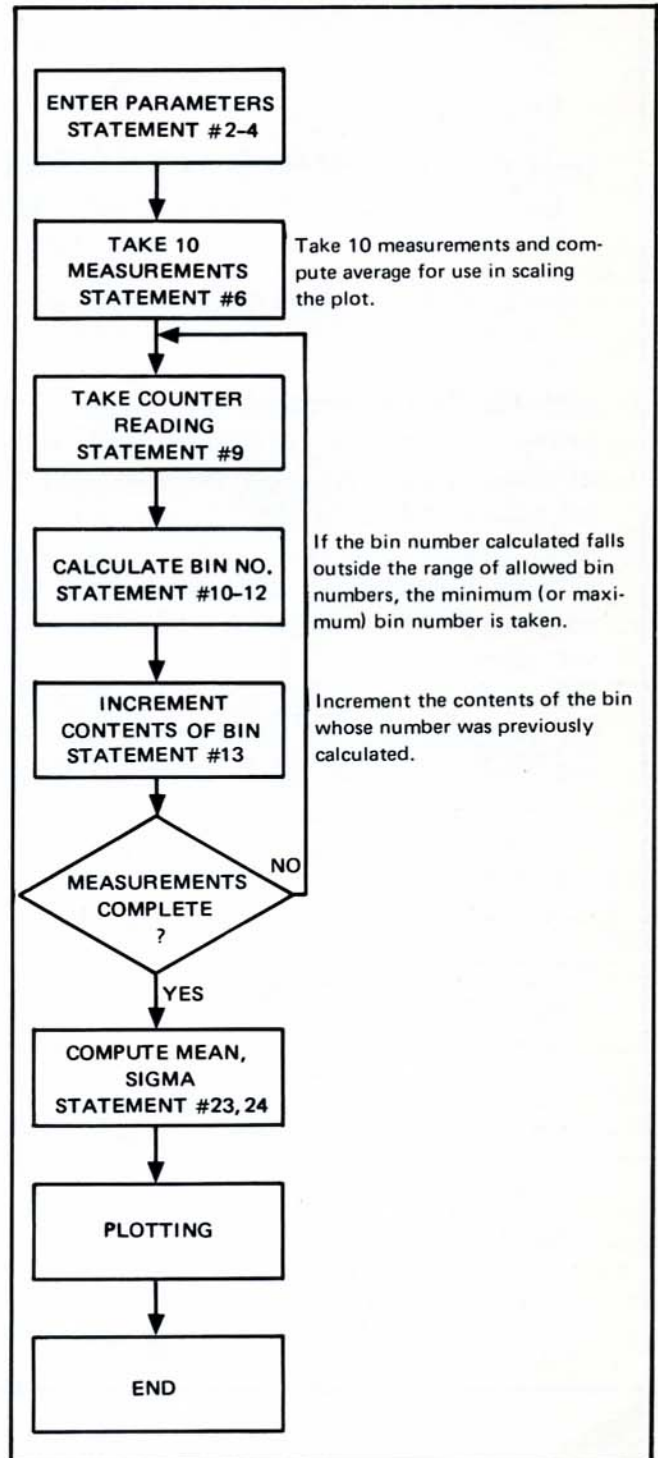 ENTER PARAMETERS
STATEMENT #2-4
TAKE 10
MEASUREMENTS
STATEMENT #6
Take 10 measurements and com-
pute average for use in scaling
the plot.
TAKE COUNTER
READING
STATEMENT #9
CALCULATE BIN NO.
STATEMENT #10-12
If the bin number calculated falls
outside the range of allowed bin
numbers, the minimum (or maxi-
mum) bin number is taken.
INCREMENT
CONTENTS OF BIN
STATEMENT #13
Increment the contents of the bin
whose number was previously
calculated.
MEASUREMENTS
COMPLETE
?
NO
YES
COMPUTE MEAN,
SIGMA
STATEMENT #23, 24
PLOTTING
END